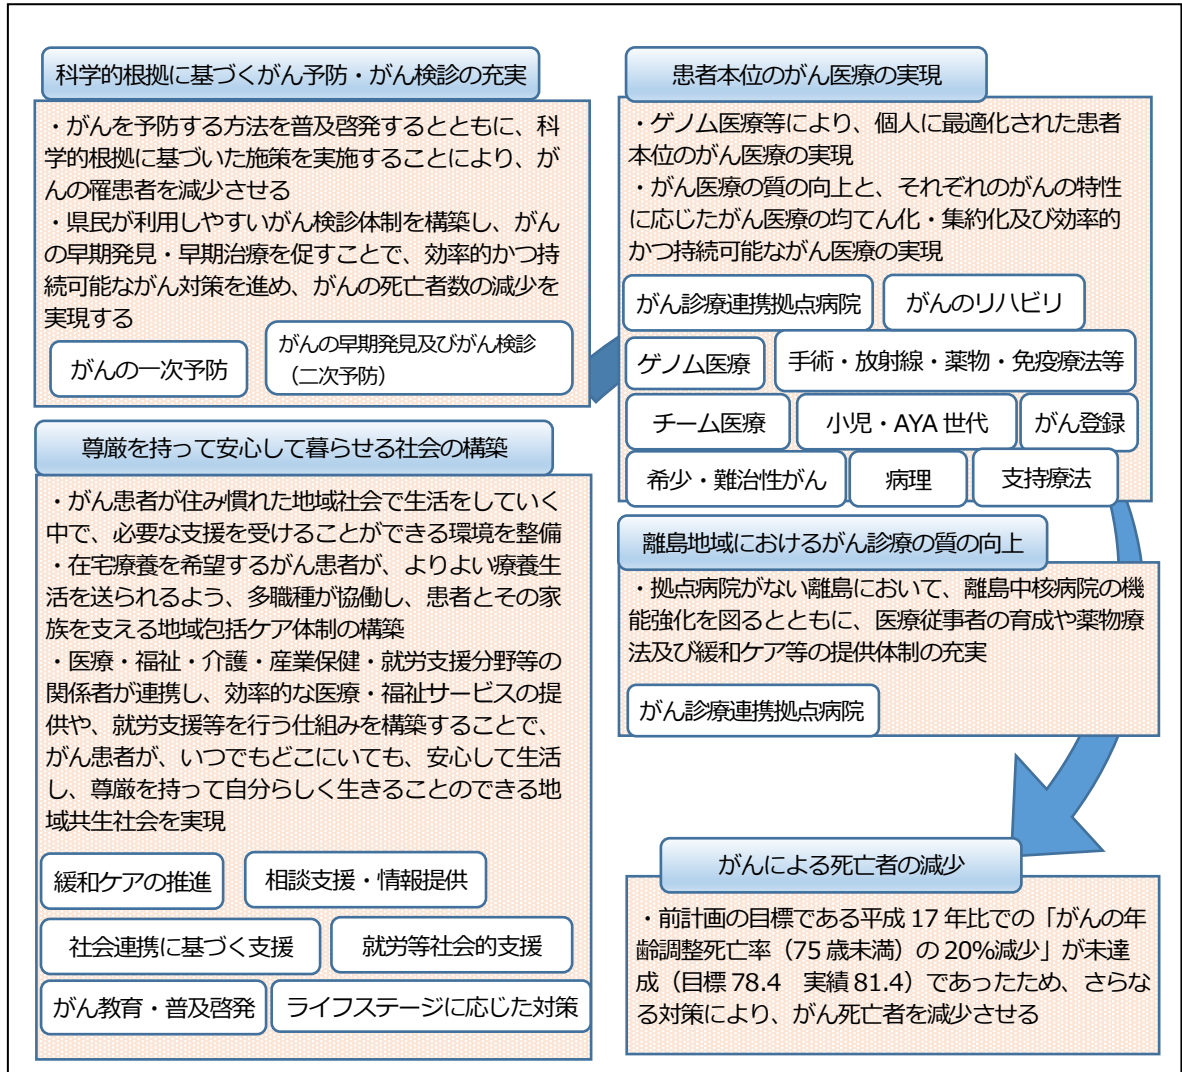 科学的根拠に基づくがん予防・がん検診の充実
・がんを予防する方法を普及啓発するとともに、科
学的根拠に基づいた施策を実施することにより、が
んの罹患者を減少させる
・県民が利用しやすいがん検診体制を構築し、がん
の早期発見・早期治療を促すことで、効率的かつ持
続可能ながん対策を進め、がんの死亡者数の減少を
実現する
がんの一次予防
がんの早期発見及びがん検診
（二次予防）
尊厳を持って安心して暮らせる社会の構築
・がん患者が住み慣れた地域社会で生活をしていく
中で、必要な支援を受けることができる環境を整備
・在宅療養を希望するがん患者が、よりよい療養生
活を送られるよう、多職種が協働し、患者とその家
族を支える地域包括ケア体制の構築
・医療・福祉・介護・産業保健・就労支援分野等の
関係者が連携し、効率的な医療・福祉サービスの提
供や、就労支援等を行う仕組みを構築することで、
がん患者が、いつでもどこにいても、安心して生活
し、尊厳を持って自分らしく生きることのできる地
域共生社会を実現
緩和ケアの推進
相談支援・情報提供
社会連携に基づく支援
就労等社会的支援
がん教育・普及啓発
ライフステージに応じた対策
患者本位のがん医療の実現
・ゲノム医療等により、個人に最適化された患者
本位のがん医療の実現
・がん医療の質の向上と、それぞれのがんの特性
に応じたがん医療の均てん化・集約化及び効率的
かつ持続可能ながん医療の実現
がん診療連携拠点病院
がんのリハビリ
ゲノム医療
手術・放射線・薬物・免疫療法等
チーム医療
小児・AYA 世代
がん登録
希少・難治性がん
病理
支持療法
離島地域におけるがん診療の質の向上
・拠点病院がない離島において、離島中核病院の機
能強化を図るとともに、医療従事者の育成や薬物療
法及び緩和ケア等の提供体制の充実
がん診療連携拠点病院
がんによる死亡者の減少
・前計画の目標である平成 17 年比での「がんの年
齢調整死亡率（75 歳未満）の 20%減少」が未達
成（目標 78.4　実績 81.4）であったため、さらな
る対策により、がん死亡者を減少させる